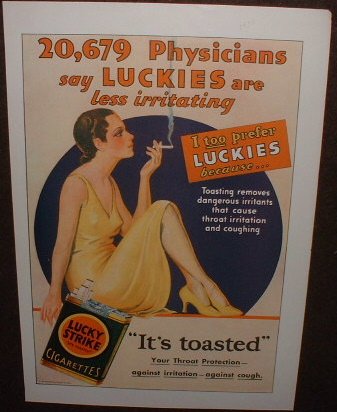 20,679 Physicians
say LUCKIES are
less irritating
I too prefer
LUCKIES
because...
Toasting removes
dangerous irritants
that cause
throat irritation
and coughing
LUCKY
STRIKE
CIGARETTES
"It's toasted"
Your Throat Protection—
against irritation—against cough.